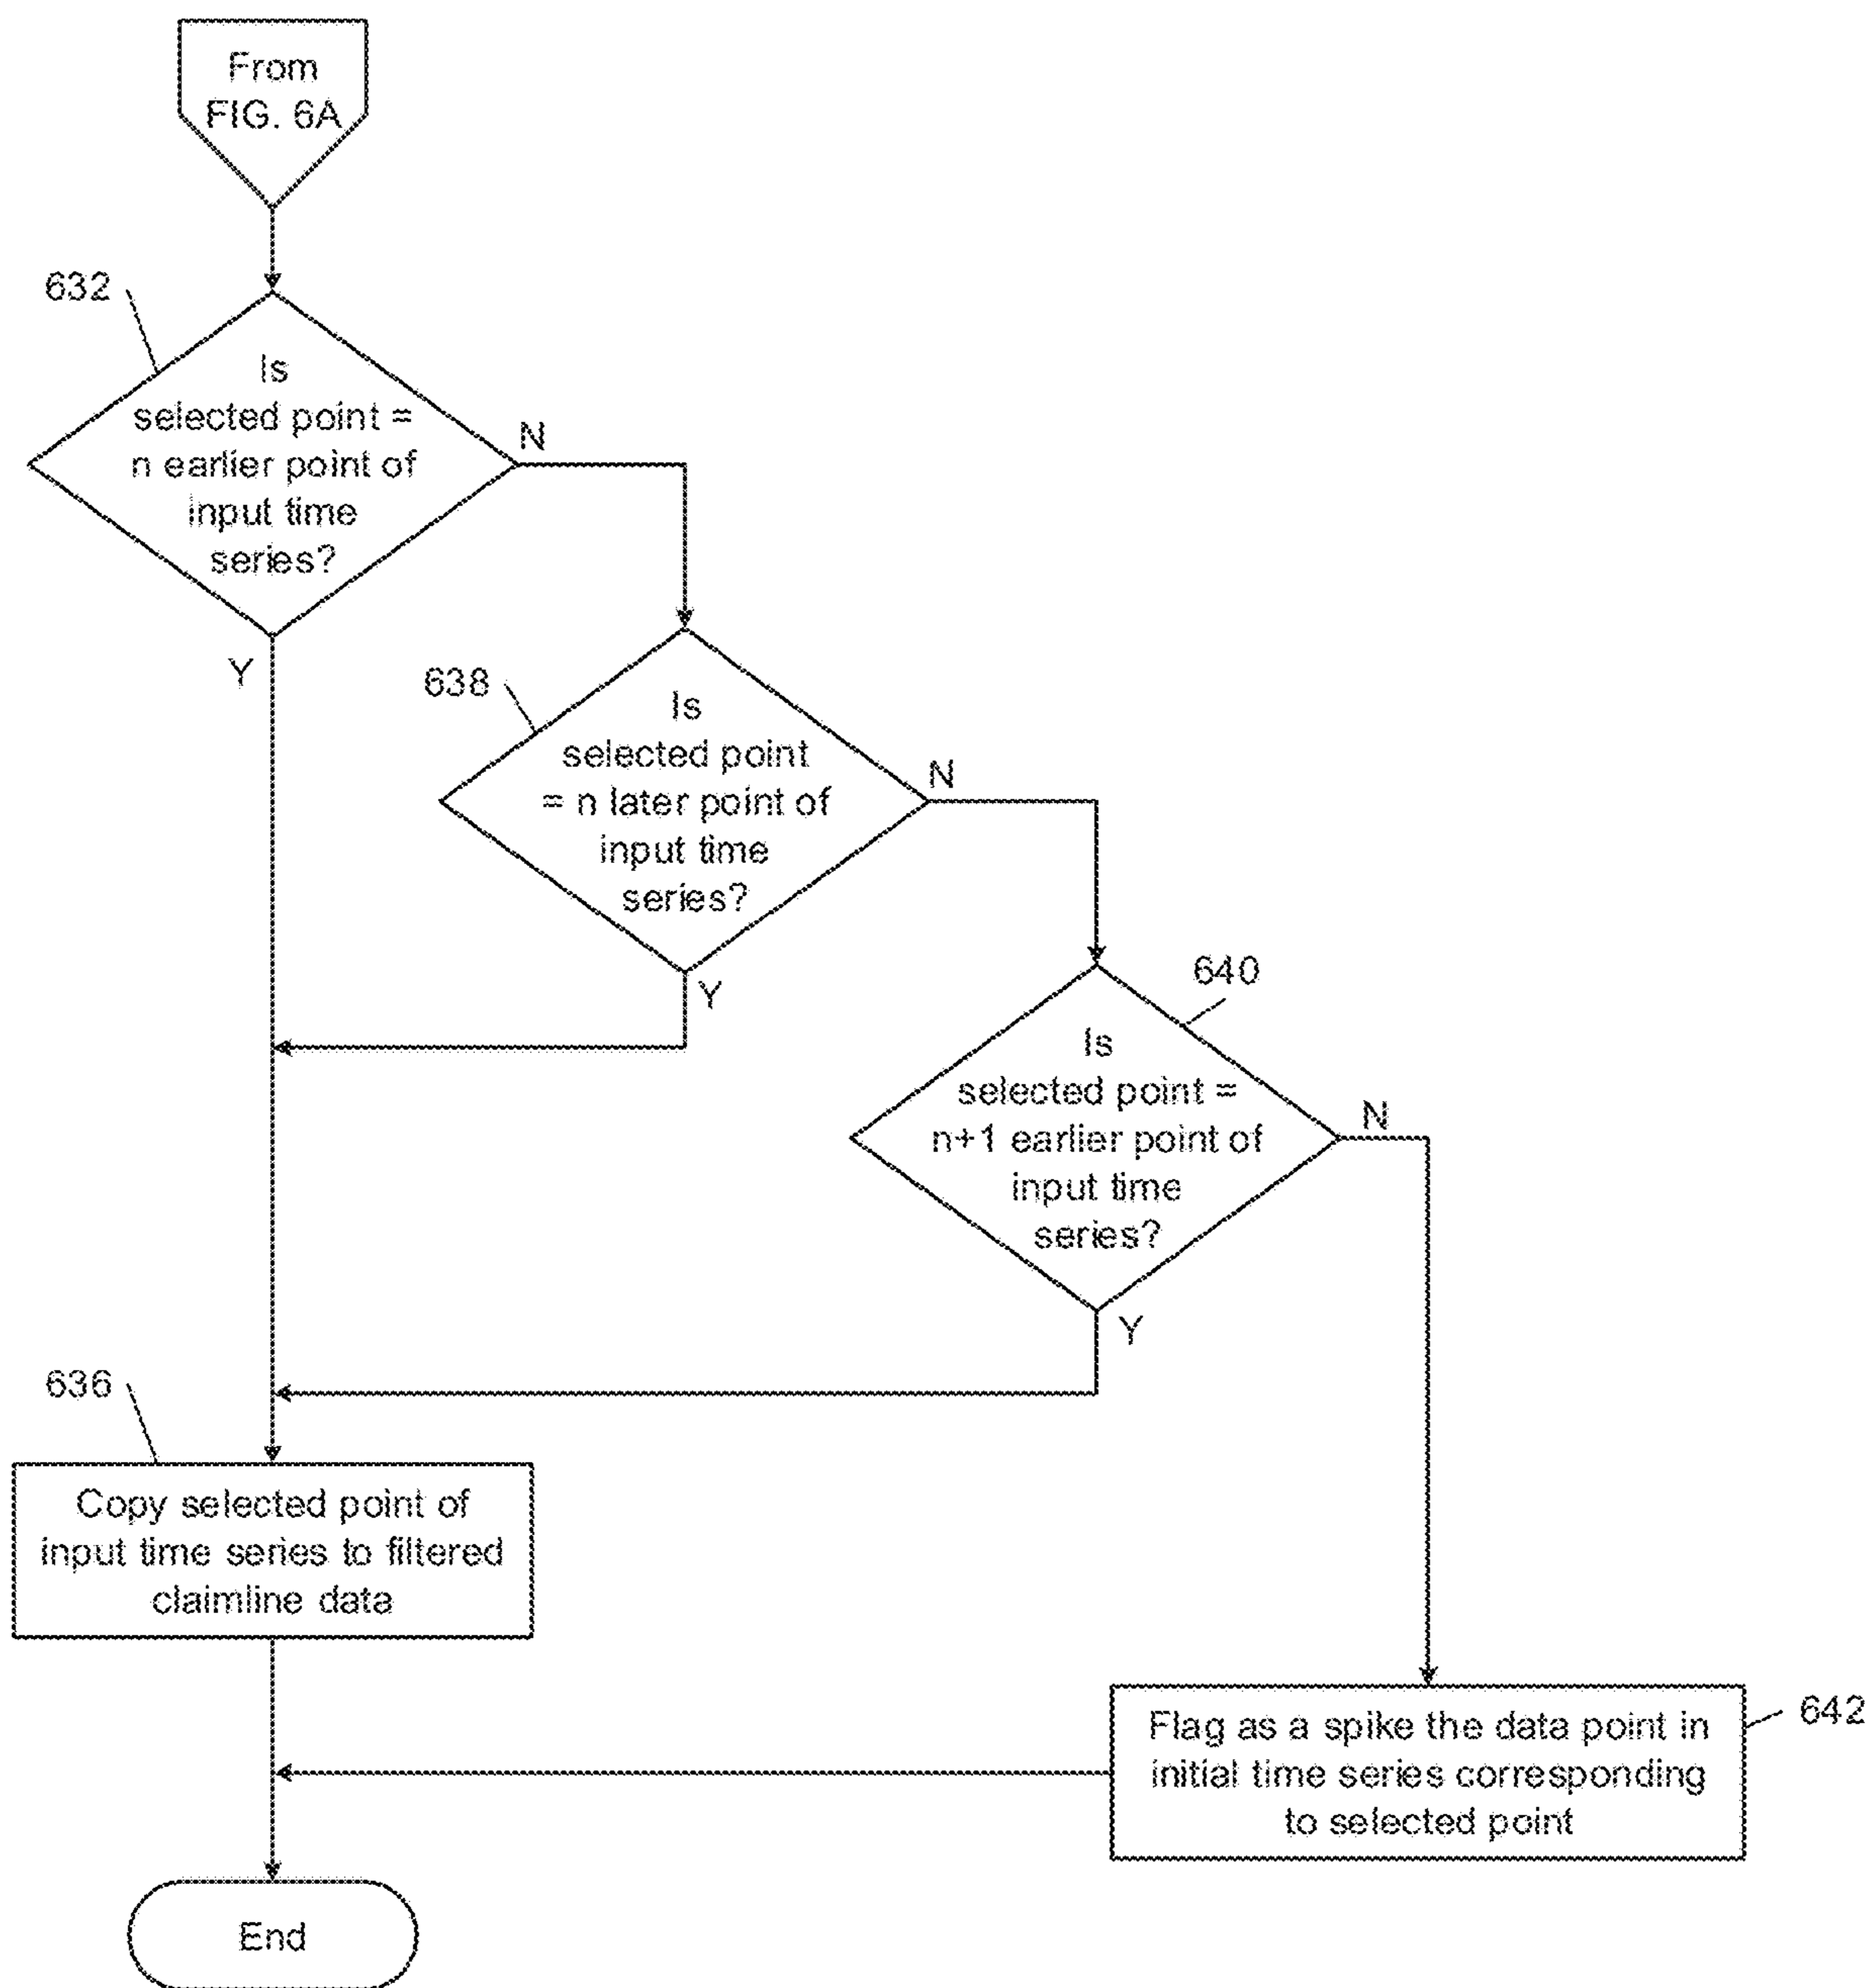 From
FIG. 6A
632
Is
selected point =
n earlier point of
input time
series?
N
Y
638
Is
selected point
= n later point of
input time
series?
N
Y
640
Is
selected point =
n+1 earlier point of
input time
series?
N
Y
636
Copy selected point of
input time series to filtered
claimline data
Flag as a spike the data point in
initial time series corresponding
to selected point
642
End